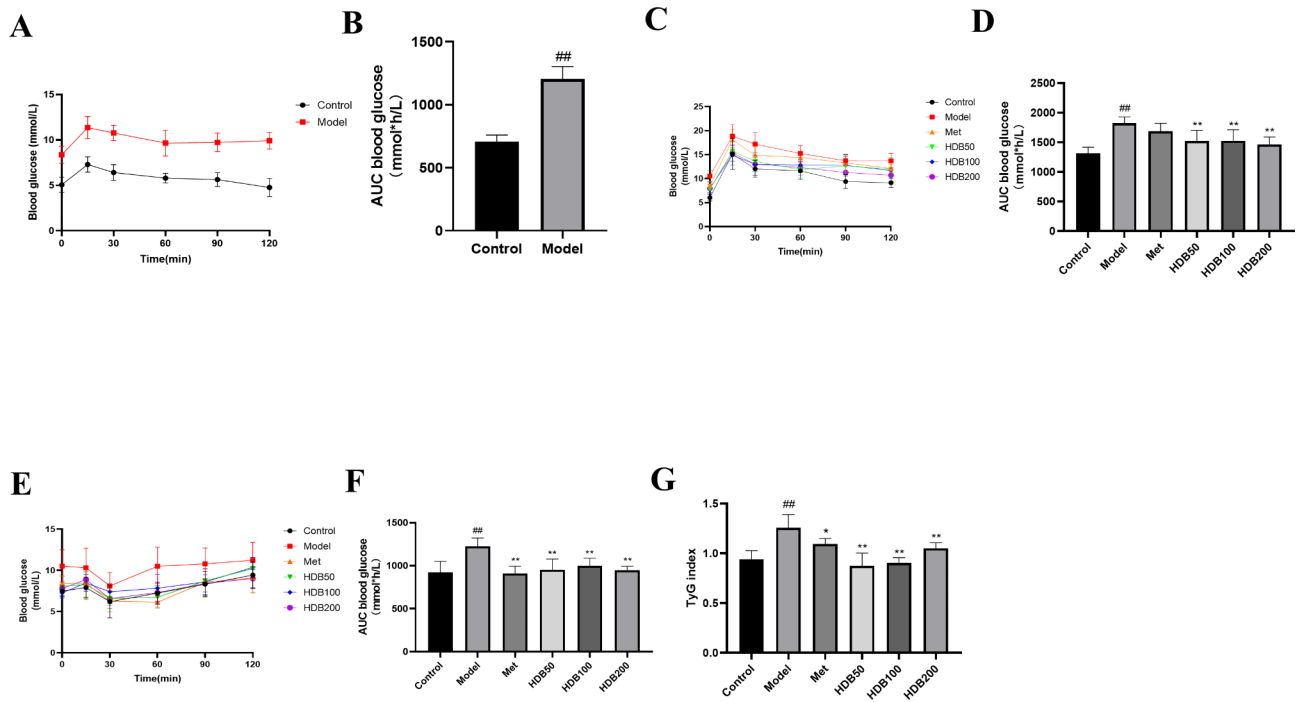 A
Blood glucose (mmol/L)
15
10
5
0
0 30 60 90 120
Time(min)
Control
Model
B
AUC blood glucose
(mmol*h/L)
1500
1000
500
0
##
Control Model
C
Blood glucose
(mmol/L)
25
20
15
10
5
0
0 30 60 90 120
Time(min)
Control
Model
Met
HDB50
HDB100
HDB200
D
AUC blood glucose
(mmol*h/L)
2500
2000
1500
1000
500
0
## ** ** **
Control Model Met HDB50 HDB100 HDB200
E
Blood glucose
(mmol/L)
15
10
5
0
0 30 60 90 120
Time(min)
Control
Model
Met
HDB50
HDB100
HDB200
F
AUC blood glucose
(mmol*h/L)
1500
1000
500
0
## ** ** ** **
Control Model Met HDB50 HDB100 HDB200
G
TyG index
1.5
1.0
0.5
0.0
## * ** ** **
Control Model Met HDB50 HDB100 HDB200